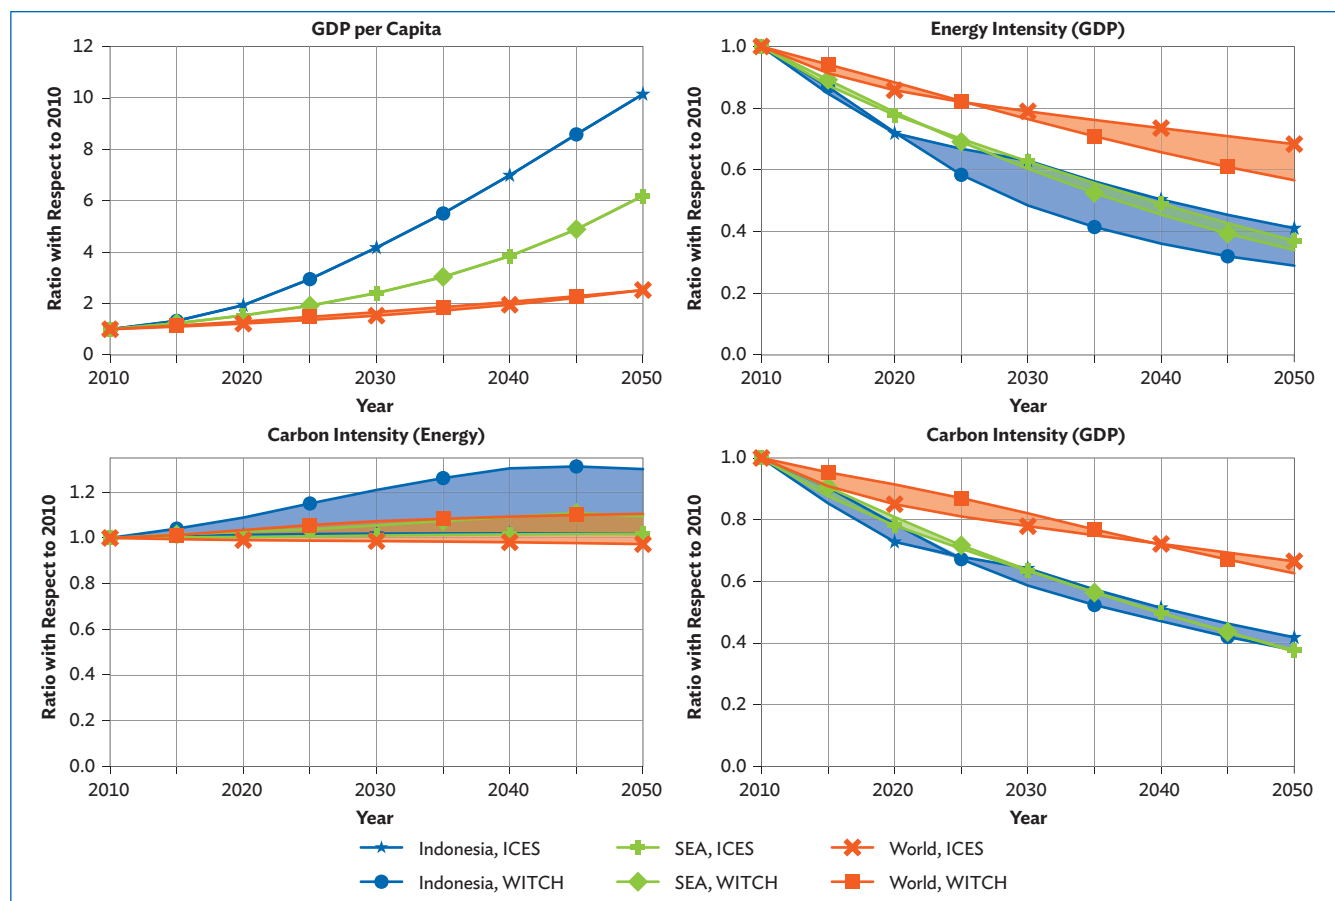 GDP per Capita
Ratio with Respect to 2010
12
10
8
6
4
2
0
2010 2020 2030 2040 2050
Year
Energy Intensity (GDP)
Ratio with Respect to 2010
1.0
0.8
0.6
0.4
0.2
0.0
2010 2020 2030 2040 2050
Year
Carbon Intensity (Energy)
Ratio with Respect to 2010
1.2
1.0
0.8
0.6
0.4
0.2
0.0
2010 2020 2030 2040 2050
Year
Carbon Intensity (GDP)
Ratio with Respect to 2010
1.0
0.8
0.6
0.4
0.2
0.0
2010 2020 2030 2040 2050
Year
Indonesia, ICES SEA, ICES World, ICES
Indonesia, WITCH SEA, WITCH World, WITCH